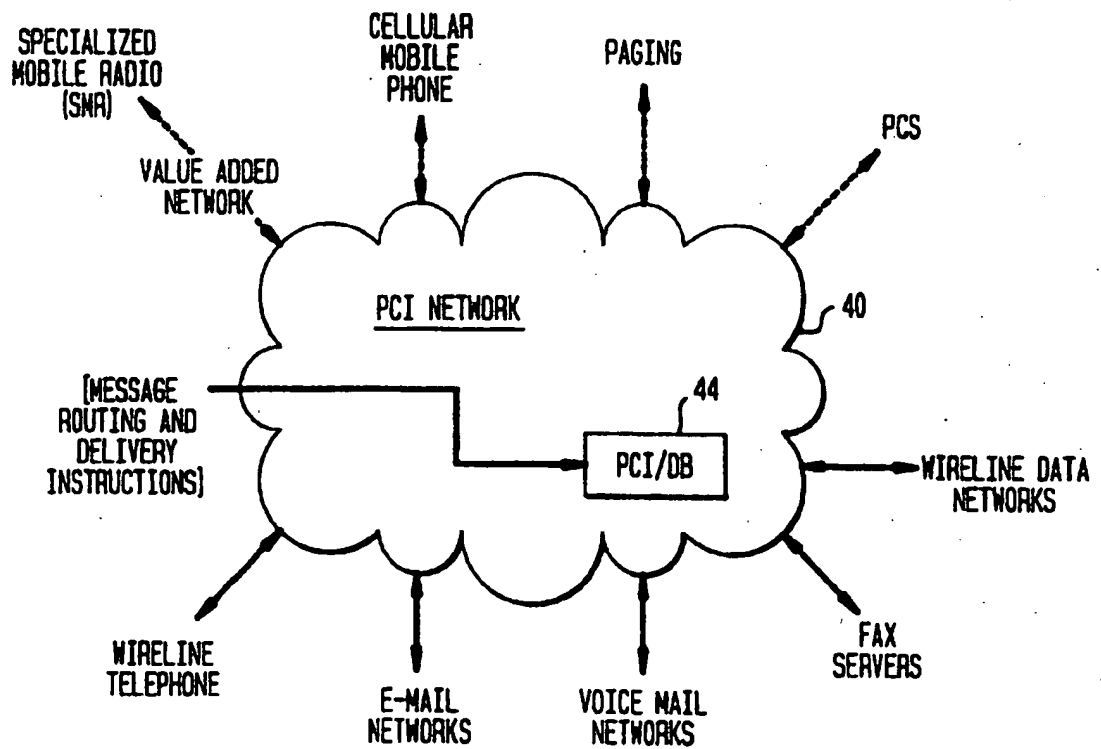 SPECIALIZED
MOBILE RADIO
(SMR)
CELLULAR
MOBILE
PHONE
PAGING
PCS
VALUE ADDED
NETWORK
PCI NETWORK
40
[MESSAGE
ROUTING AND
DELIVERY
INSTRUCTIONS]
44
PCI/DB
WIRELINE DATA
NETWORKS
WIRELINE
TELEPHONE
E-MAIL
NETWORKS
VOICE MAIL
NETWORKS
FAX
SERVERS